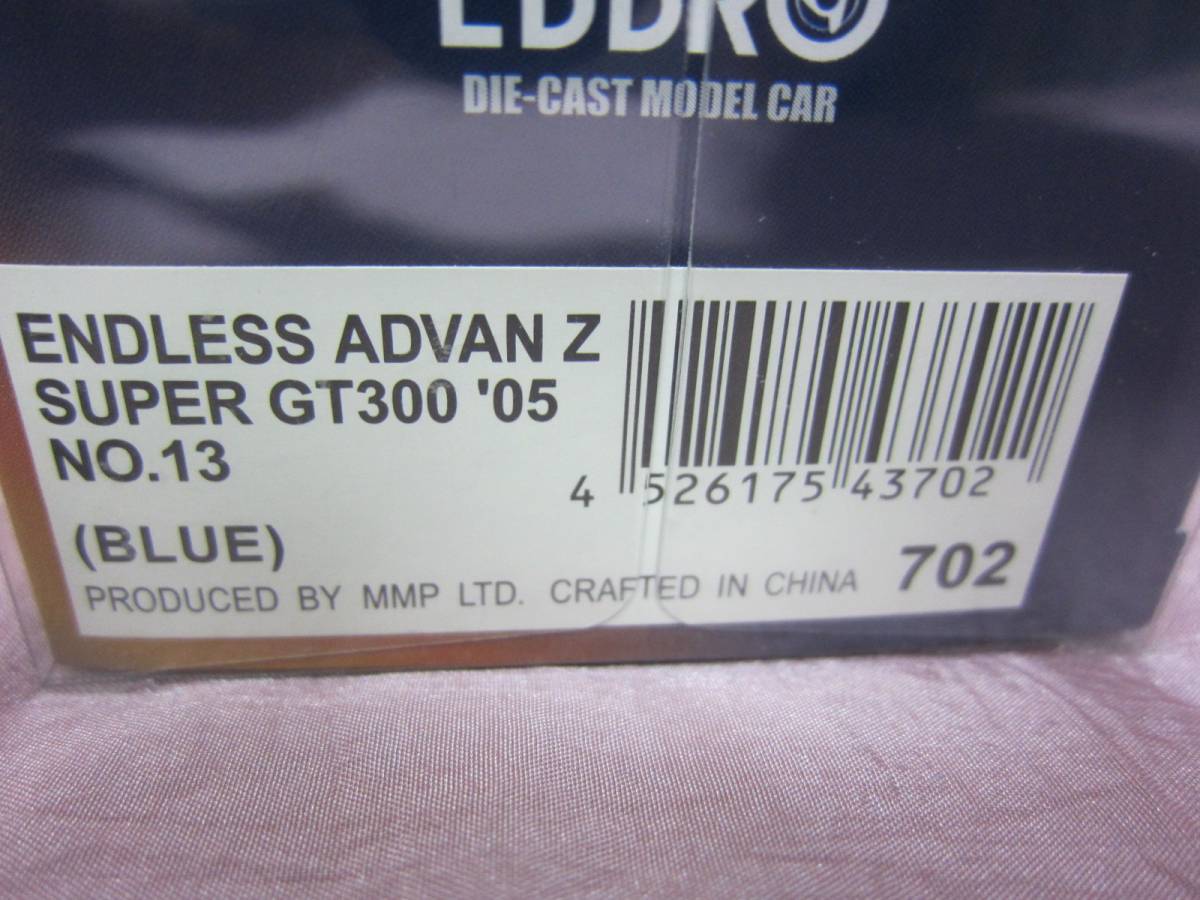 EBBRO
DIE-CAST MODEL CAR
ENDLESS ADVAN Z
SUPER GT300 '05
NO.13
4 526175 43702
(BLUE)
702
PRODUCED BY MMP LTD. CRAFTED IN CHINA